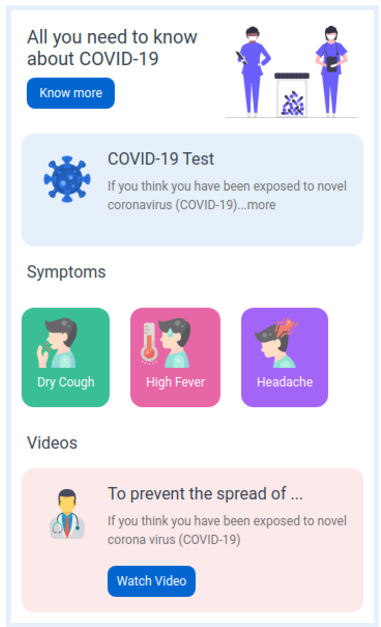 All you need to know
about COVID-19
Know more
COVID-19 Test
If you think you have been exposed to novel
coronavirus (COVID-19)...more
Symptoms
Dry Cough
High Fever
Headache
Videos
To prevent the spread of ...
If you think you have been exposed to novel
corona virus (COVID-19)
Watch Video